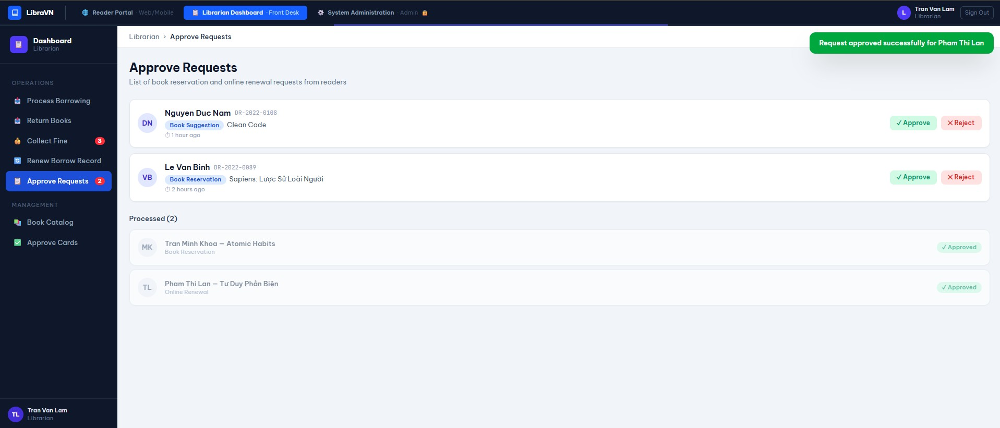 LibraVN
Reader Portal · Web/Mobile
Librarian Dashboard · Front Desk
System Administration · Admin
L
Tran Van Lam
Librarian
Sign Out
Dashboard
Librarian
OPERATIONS
Process Borrowing
Return Books
Collect Fine 3
Renew Borrow Record
Approve Requests 2
MANAGEMENT
Book Catalog
Approve Cards
TL
Tran Van Lam
Librarian
Librarian › Approve Requests
Request approved successfully for Pham Thi Lan
Approve Requests
List of book reservation and online renewal requests from readers
DN
Nguyen Duc Nam DR-2022-0108
Book Suggestion Clean Code
⏱ 1 hour ago
✓ Approve ✕ Reject
VB
Le Van Binh DR-2022-0089
Book Reservation Sapiens: Lược Sử Loài Người
⏱ 2 hours ago
✓ Approve ✕ Reject
Processed (2)
MK
Tran Minh Khoa — Atomic Habits
Book Reservation
✓ Approved
TL
Pham Thi Lan — Tư Duy Phản Biện
Online Renewal
✓ Approved